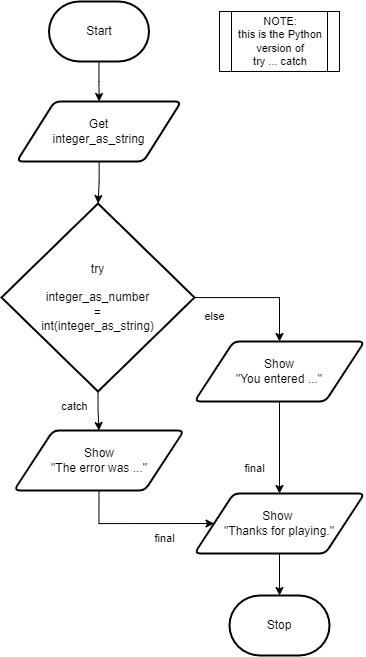 Start
NOTE:
this is the Python
version of
try ... catch
Get
integer_as_string
try
integer_as_number
=
int(integer_as_string)
else
Show
"You entered ..."
catch
Show
"The error was ..."
final
Show
"Thanks for playing."
final
Stop